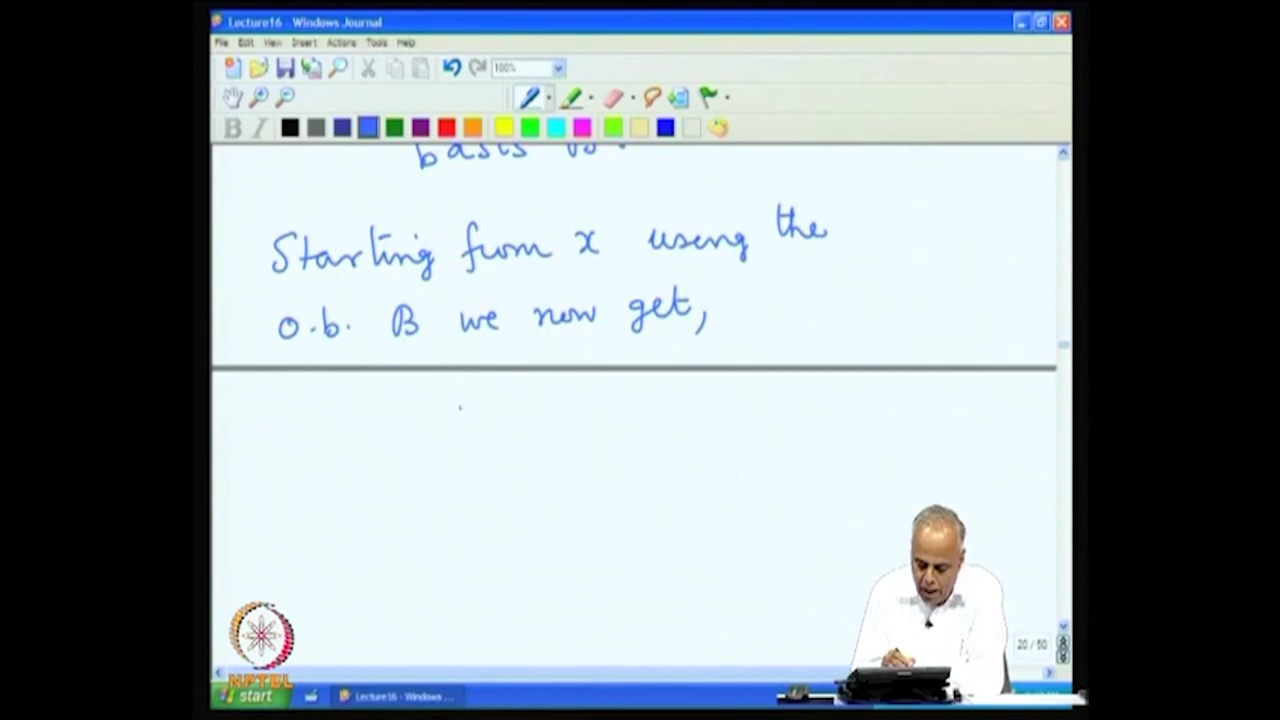 Lecture16 - Windows Journal
File Edit View Insert Actions Tools Help
100%
B I
basis B.
Starting from x using the
o.b. B we now get,
20 / 50
NPTEL
start Lecture16 - Windows ...